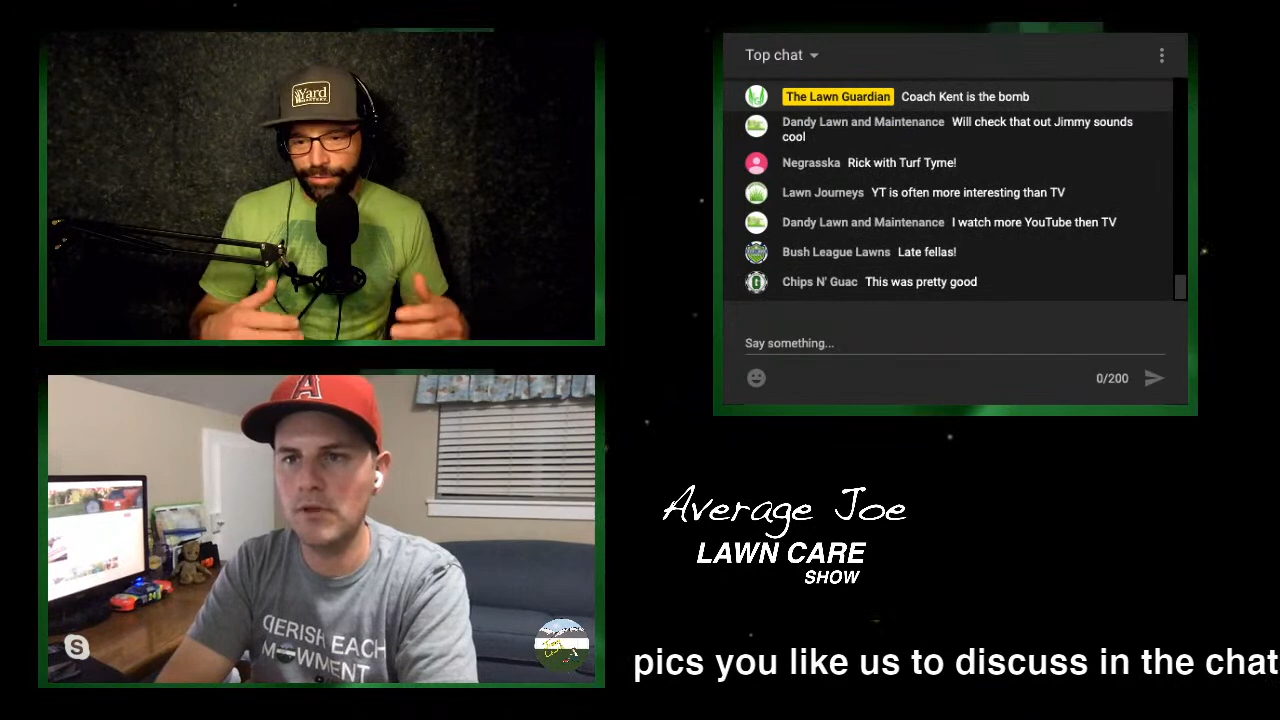 Yard
MASTERY
A
CHERISH EACH
MOWMENT
S
Top chat
The Lawn Guardian Coach Kent is the bomb
Dandy Lawn and Maintenance Will check that out Jimmy sounds
cool
Negrasska Rick with Turf Tyme!
Lawn Journeys YT is often more interesting than TV
Dandy Lawn and Maintenance I watch more YouTube then TV
Bush League Lawns Late fellas!
Chips N' Guac This was pretty good
Say something...
0/200
Average Joe
LAWN CARE
SHOW
pics you like us to discuss in the chat